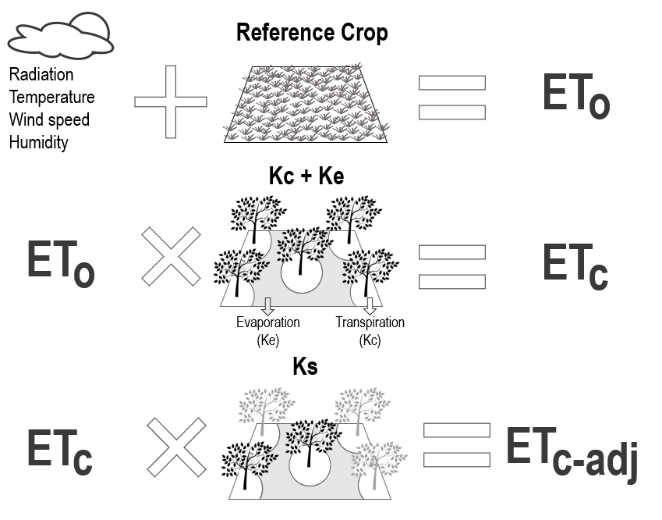 Reference Crop
Radiation
Temperature
Wind speed
Humidity
ETo
Kc + Ke
ETo
ETc
Evaporation
(Ke)
Transpiration
(Kc)
Ks
ETc
ETc-adj